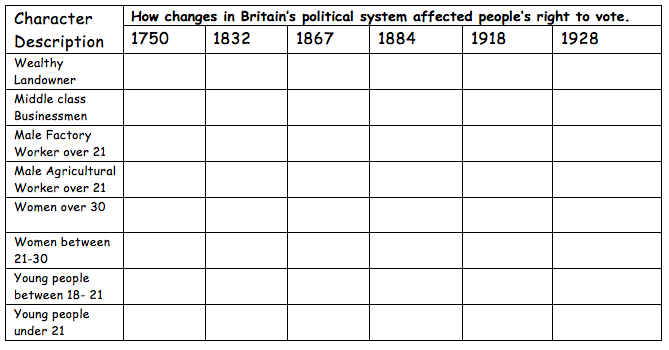 Character
Description
How changes in Britain's political system affected people's right to vote.
1750 1832 1867 1884 1918 1928
Wealthy
Landowner
Middle class
Businessmen
Male Factory
Worker over 21
Male Agricultural
Worker over 21
Women over 30
Women between
21-30
Young people
between 18- 21
Young people
under 21